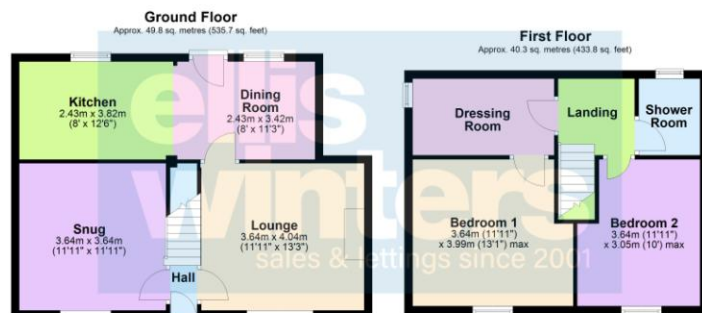 Ground Floor
Approx. 49.8 sq. metres (535.7 sq. feet)
Kitchen
2.43m x 3.82m
(8' x 12'6")
Dining
Room
2.43m x 3.42m
(8' x 11'3")
Snug
3.64m x 3.64m
(11'11" x 11'11")
Lounge
3.64m x 4.04m
(11'11" x 13'3")
Hall
First Floor
Approx. 40.3 sq. metres (433.8 sq. feet)
Dressing
Room
Landing
Shower
Room
Bedroom 1
3.64m (11'11")
x 3.99m (13'1") max
Bedroom 2
3.64m (11'11")
x 3.05m (10') max
ellis
winters
sales & lettings since 2001